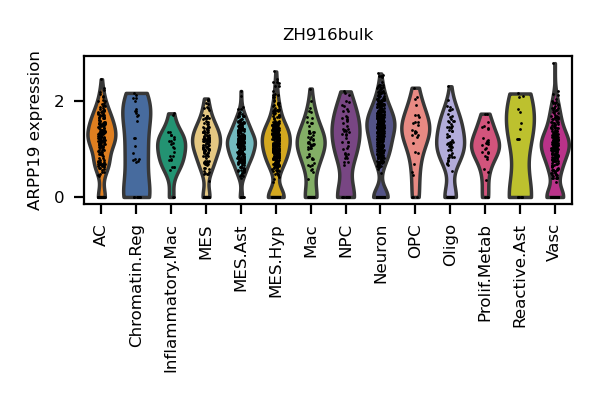 ZH916bulk
ARPP19 expression
2
0
AC
Chromatin.Reg
Inflammatory.Mac
MES
MES.Ast
MES.Hyp
Mac
NPC
Neuron
OPC
Oligo
Prolif.Metab
Reactive.Ast
Vasc